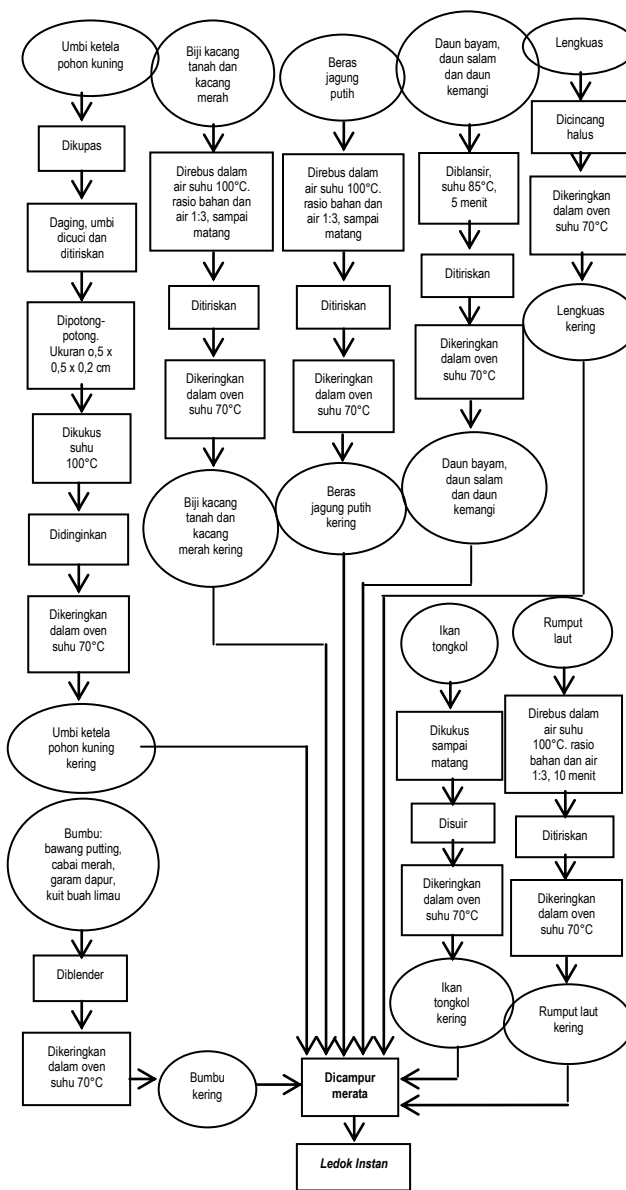 Umbi ketela
pohon kuning
Dikupas
Daging, umbi
dicuci dan
ditiriskan
Dipotong-
potong.
Ukuran o,5 x
0,5 x 0,2 cm
Dikukus
suhu
100°C
Didinginkan
Dikeringkan
dalam oven
suhu 70°C
Umbi ketela
pohon kuning
kering
Biji kacang
tanah dan
kacang
merah
Direbus dalam
air suhu 100°C.
rasio bahan dan
air 1:3, sampai
matang
Ditiriskan
Dikeringkan
dalam oven
suhu 70°C
Biji kacang
tanah dan
kacang
merah kering
Beras
jagung
putih
Direbus dalam
air suhu 100°C.
rasio bahan dan
air 1:3, sampai
matang
Ditiriskan
Dikeringkan
dalam oven
suhu 70°C
Beras
jagung putih
kering
Daun bayam,
daun salam
dan daun
kemangi
Diblansir,
suhu 85°C,
5 menit
Ditiriskan
Dikeringkan
dalam oven
suhu 70°C
Daun bayam,
daun salam
dan daun
kemangi
Lengkuas
Dicincang
halus
Dikeringkan
dalam oven
suhu 70°C
Lengkuas
kering
Ikan
tongkol
Dikukus
sampai
matang
Disuir
Dikeringkan
dalam oven
suhu 70°C
Ikan
tongkol
kering
Rumput
laut
Direbus dalam
air suhu
100°C. rasio
bahan dan air
1:3, 10 menit
Ditiriskan
Dikeringkan
dalam oven
suhu 70°C
Rumput laut
kering
Bumbu:
bawang putting,
cabai merah,
garam dapur,
kuit buah limau
Diblender
Dikeringkan
dalam oven
suhu 70°C
Bumbu
kering
Dicampur
merata
Ledok Instan